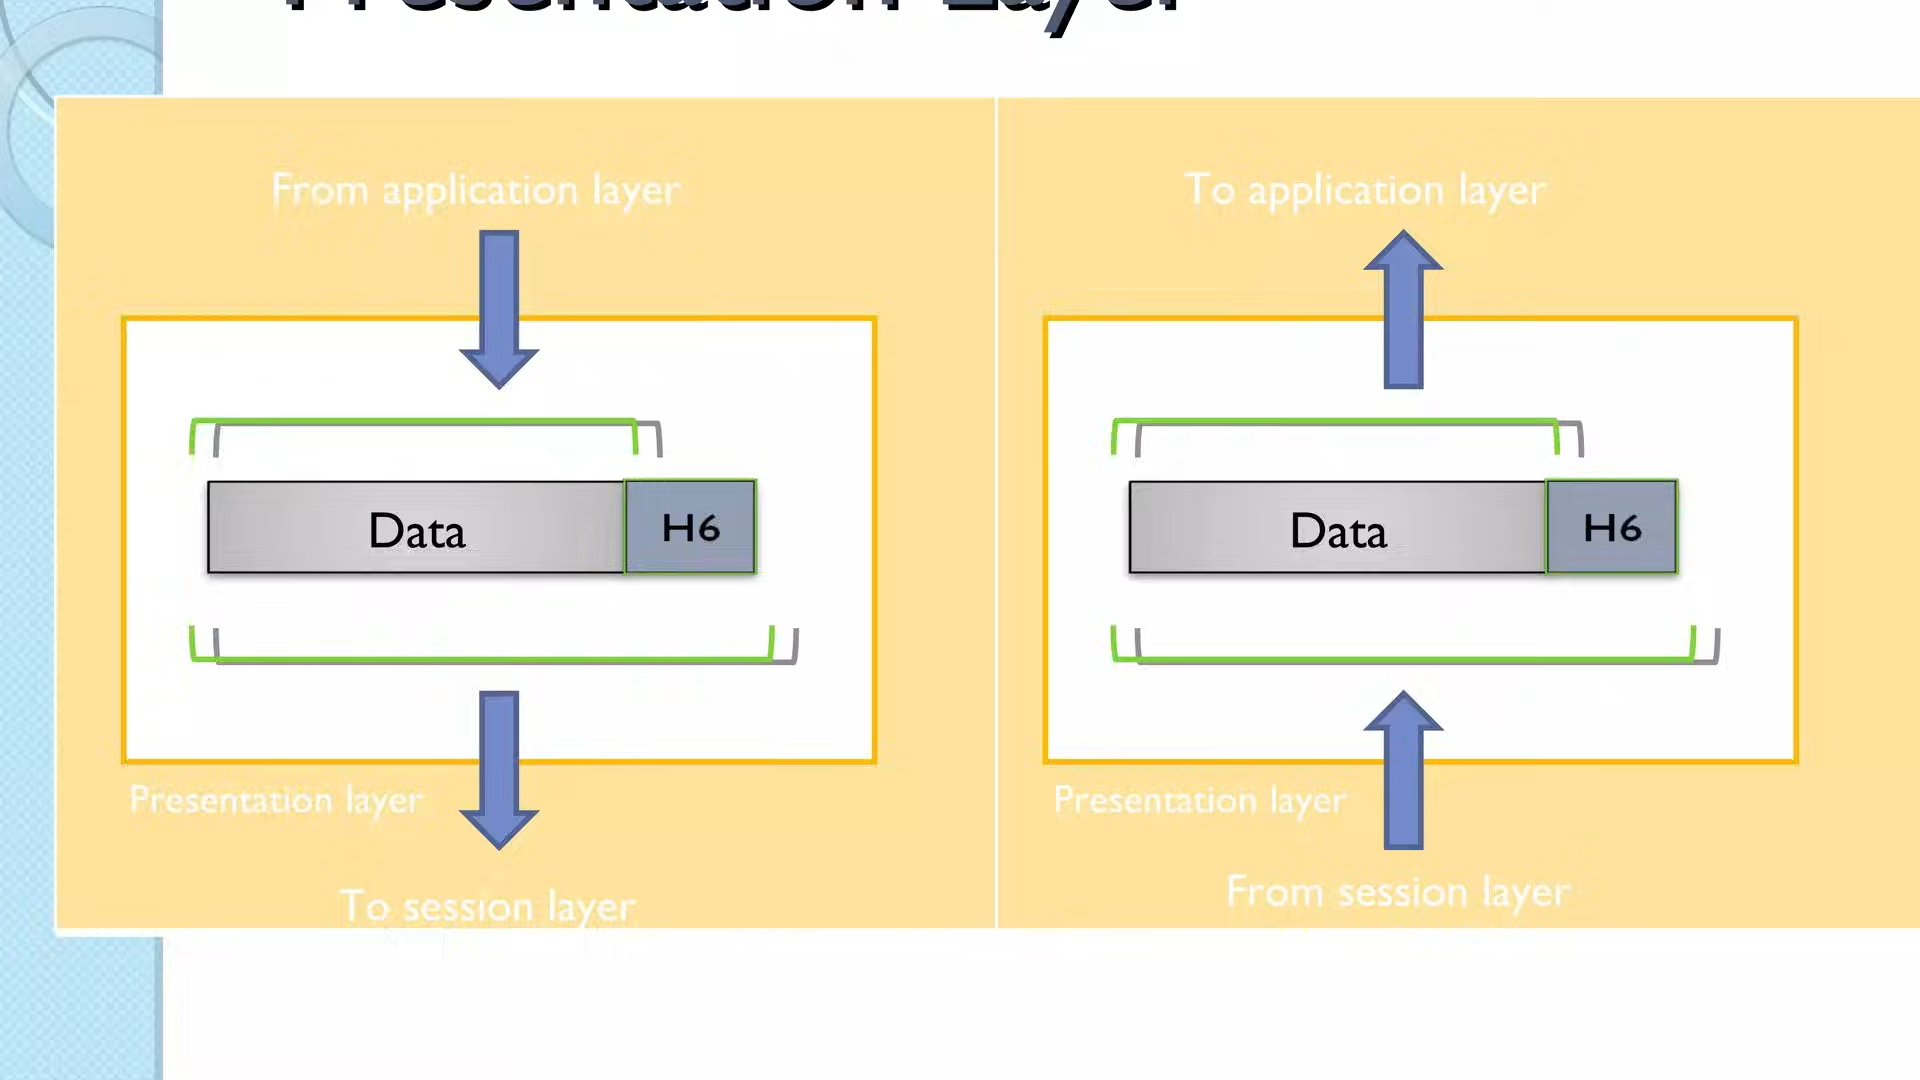 Presentation Layer
From application layer
Data H6
Presentation layer
To session layer
To application layer
Data H6
Presentation layer
From session layer